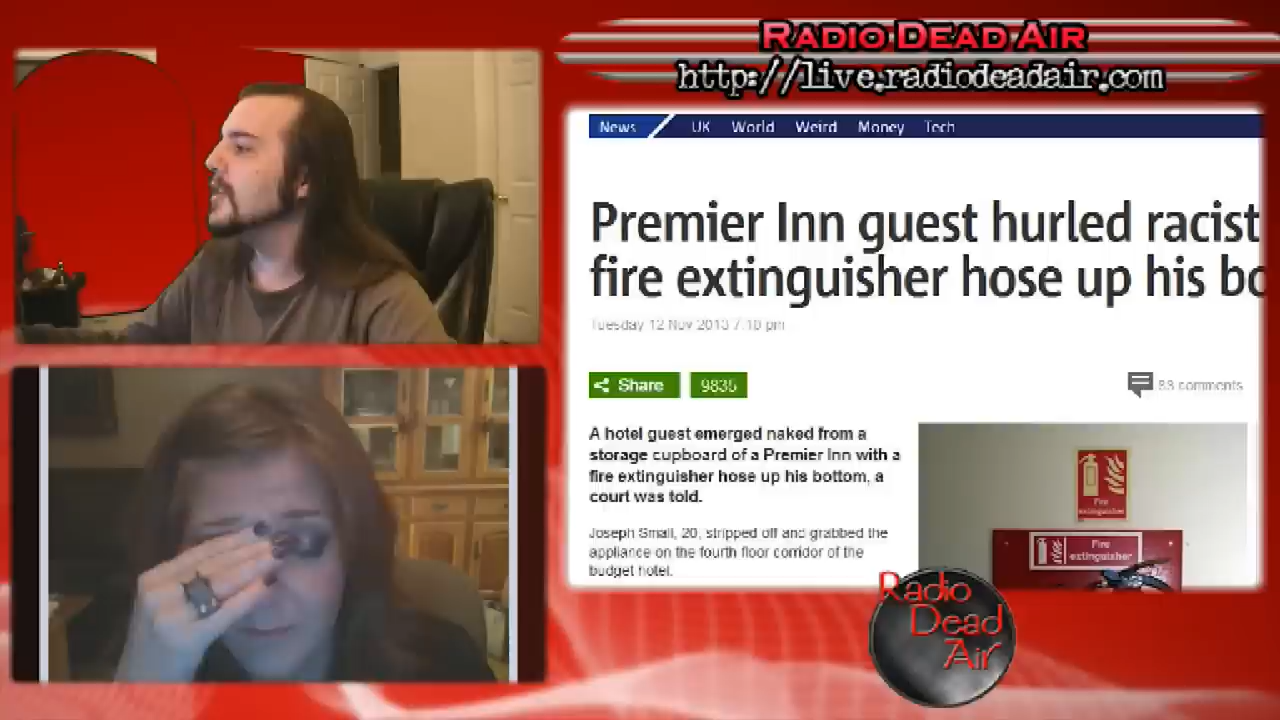 Radio Dead Air
http://live.radiodeadair.com
News UK World Weird Money Tech
Premier Inn guest hurled racist
fire extinguisher hose up his bo
Tuesday 12 Nov 2013 7:10 pm
Share 9835
83 comments
A hotel guest emerged naked from a
storage cupboard of a Premier Inn with a
fire extinguisher hose up his bottom, a
court was told.
Joseph Small, 20, stripped off and grabbed the
appliance on the fourth floor corridor of the
budget hotel.
Fire
extinguisher
Fire
extinguisher
Radio
Dead
Air